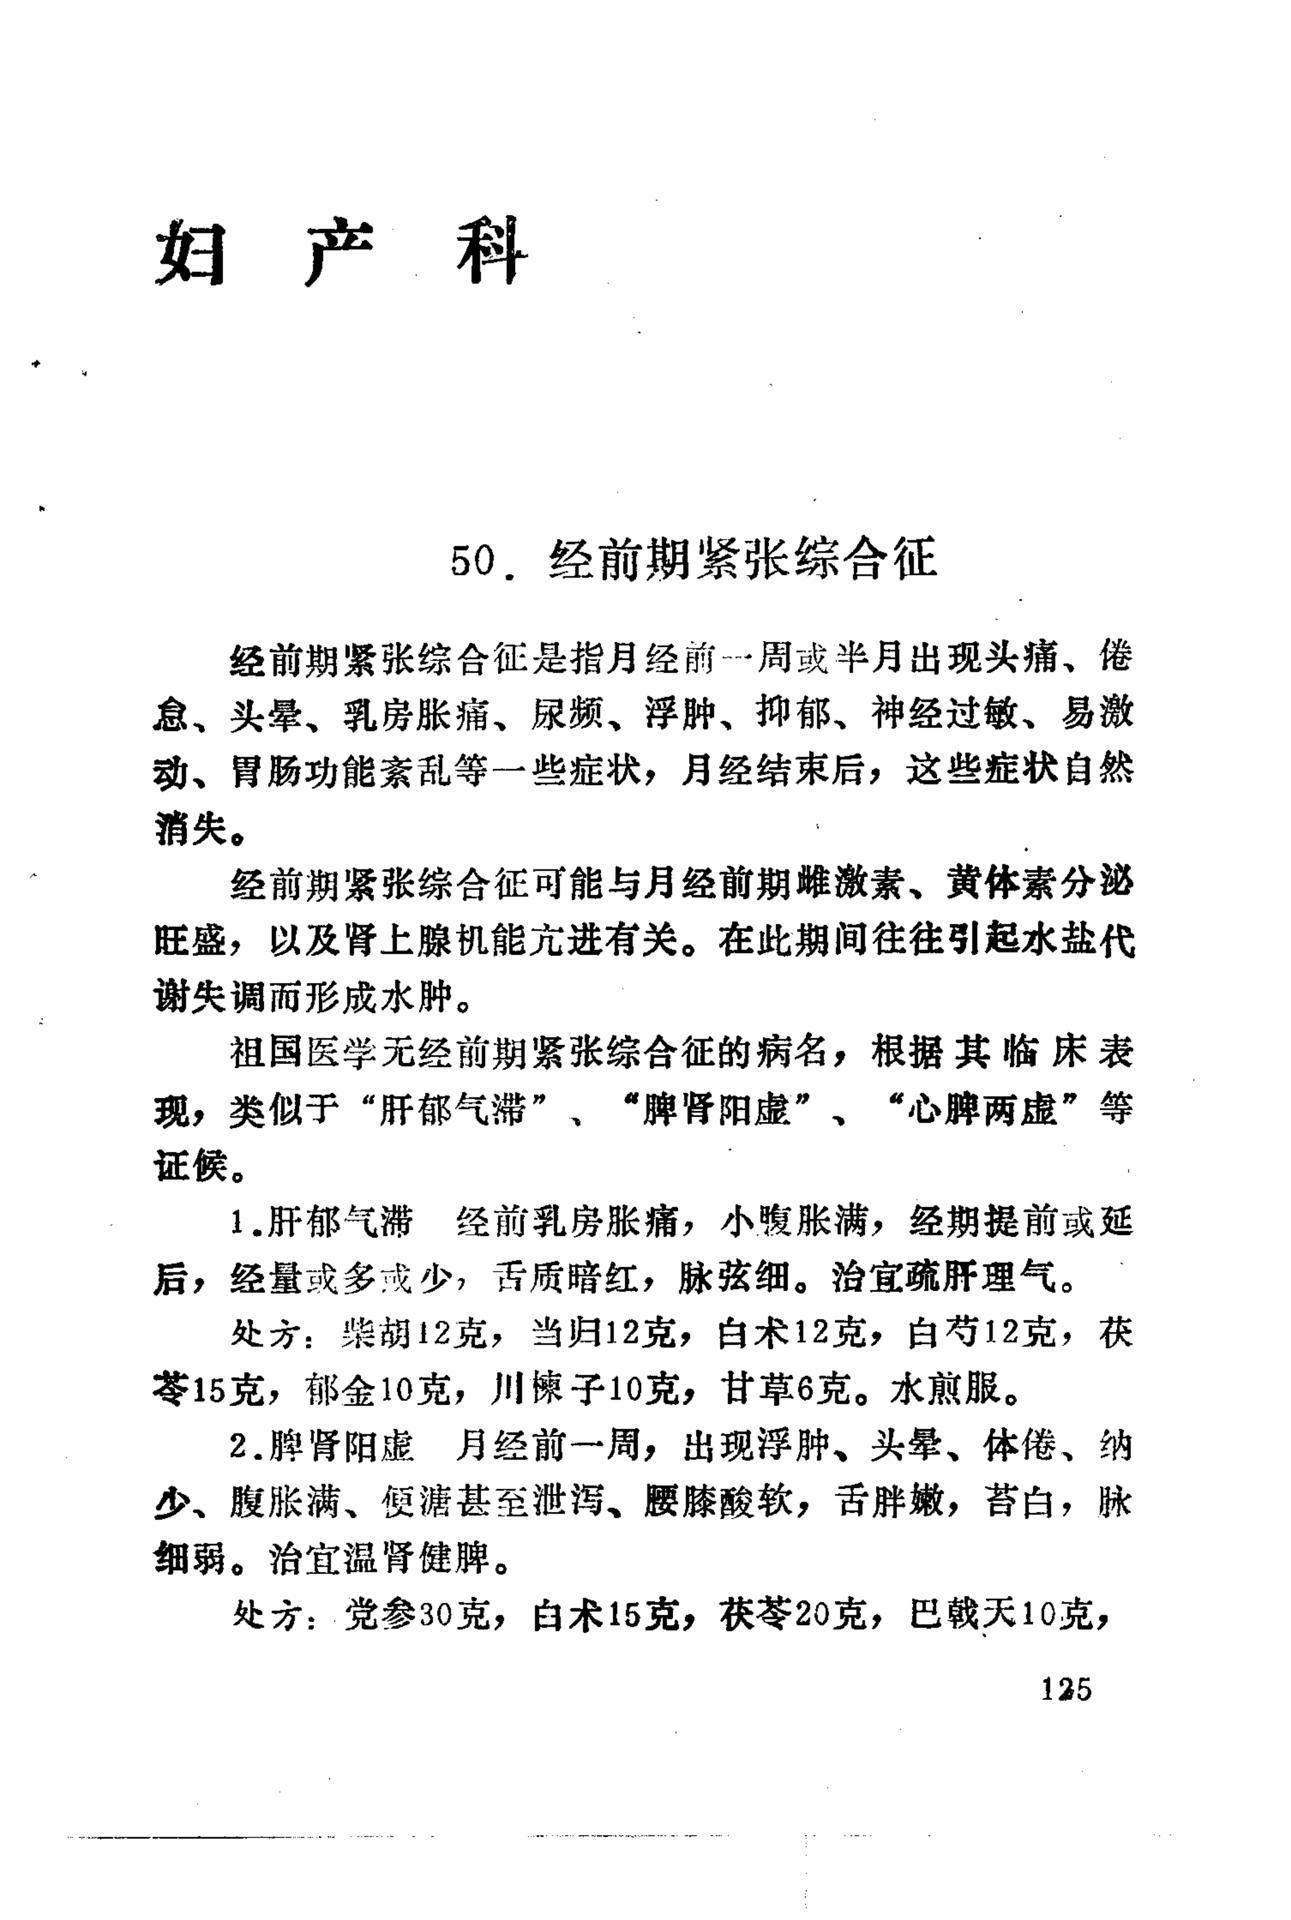 妇产科
50．经前期紧张综合征
经前期紧张综合征是指月经前一周或半月出现头痛、倦
怠、头晕、乳房胀痛、尿频、浮肿、抑郁、神经过敏、易激
动、胃肠功能紊乱等一些症状，月经结束后，这些症状自然
消失。
经前期紧张综合征可能与月经前期雌激素、黄体素分泌
旺盛，以及肾上腺机能亢进有关。在此期间往往引起水盐代
谢失调而形成水肿。
祖国医学无经前期紧张综合征的病名，根据其临床表
现，类似于“肝郁气滞”、“脾肾阳虚”、“心脾两虚”等
证候。
1.肝郁气滞　经前乳房胀痛，小腹胀满，经期提前或延
后，经量或多或少，舌质暗红，脉弦细。治宜疏肝理气。
处方：柴胡12克，当归12克，白术12克，白芍12克，茯
苓15克，郁金10克，川楝子10克，甘草6克。水煎服。
2.脾肾阳虚　月经前一周，出现浮肿、头晕、体倦、纳
少、腹胀满、便溏甚至泄泻、腰膝酸软，舌胖嫩，苔白，脉
细弱。治宜温肾健脾。
处方：党参30克，白术15克，茯苓20克，巴戟天10克，
125